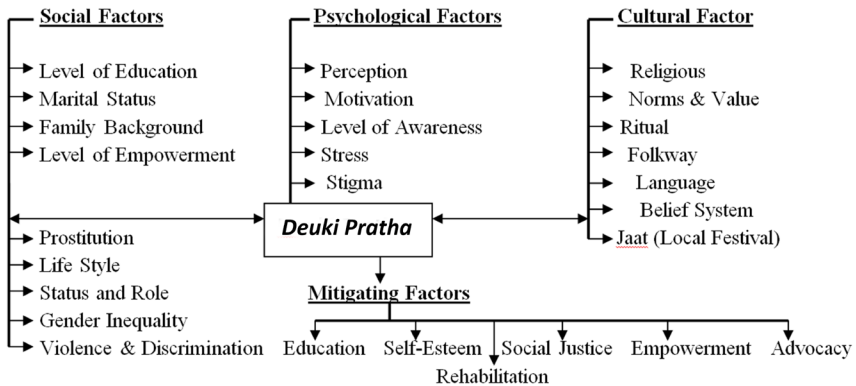 Social Factors
Level of Education
Marital Status
Family Background
Level of Empowerment
Prostitution
Life Style
Status and Role
Gender Inequality
Violence & Discrimination
Psychological Factors
Perception
Motivation
Level of Awareness
Stress
Stigma
Cultural Factor
Religious
Norms & Value
Ritual
Folkway
Language
Belief System
Jaat (Local Festival)
Deuki Pratha
Mitigating Factors
Education
Self-Esteem
Rehabilitation
Social Justice
Empowerment
Advocacy